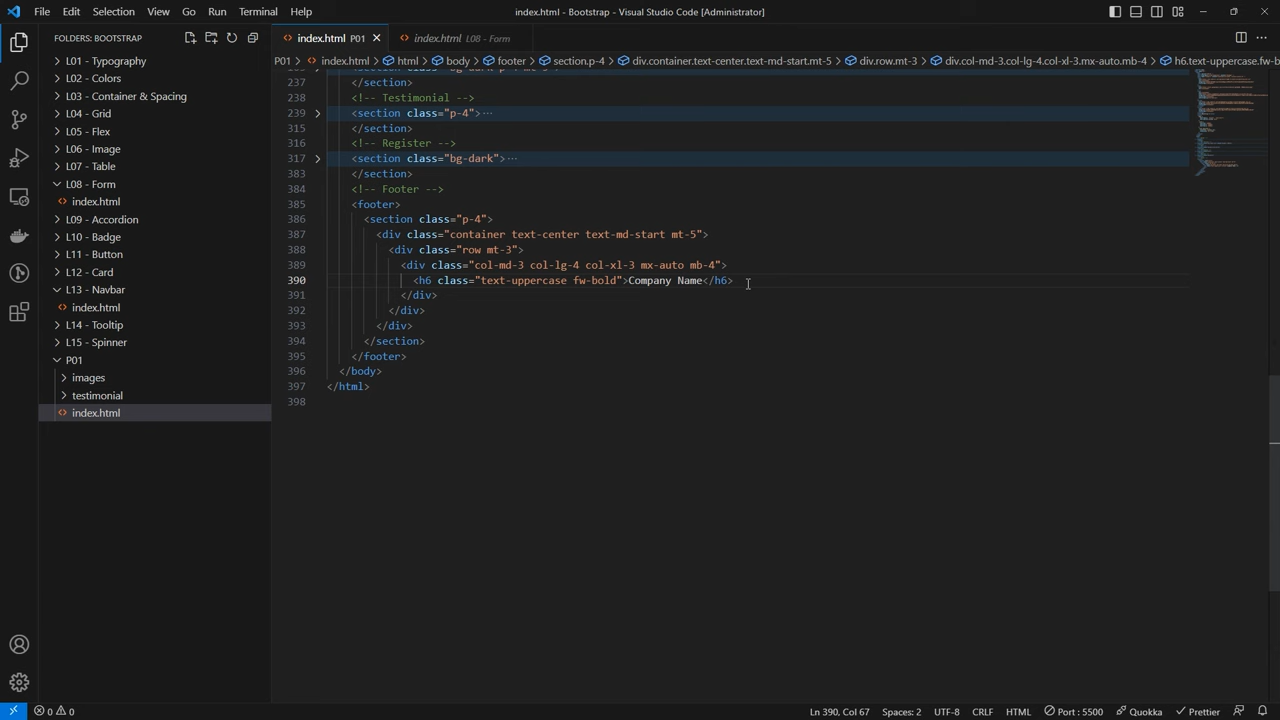 File Edit Selection View Go Run Terminal Help
index.html - Bootstrap - Visual Studio Code [Administrator]
FOLDERS: BOOTSTRAP
index.html P01
index.html L08 - Form
P01 > index.html > html > body > footer > section.p-4 > div.container.text-center.text-md-start.mt-5 > div.row.mt-3 > div.col-md-3.col-lg-4.col-xl-3.mx-auto.mb-4 > h6.text-uppercase.fw-b
L01 - Typography
L02 - Colors
L03 - Container & Spacing
L04 - Grid
L05 - Flex
L06 - Image
L07 - Table
L08 - Form
index.html
L09 - Accordion
L10 - Badge
L11 - Button
L12 - Card
L13 - Navbar
index.html
L14 - Tooltip
L15 - Spinner
P01
images
testimonial
index.html
237 </section>
238 <!-- Testimonial -->
239 <section class="p-4">…
315 </section>
316 <!-- Register -->
317 <section class="bg-dark">…
383 </section>
384 <!-- Footer -->
385 <footer>
386 <section class="p-4">
387 <div class="container text-center text-md-start mt-5">
388 <div class="row mt-3">
389 <div class="col-md-3 col-lg-4 col-xl-3 mx-auto mb-4">
390 <h6 class="text-uppercase fw-bold">Company Name</h6>
391 </div>
392 </div>
393 </div>
394 </section>
395 </footer>
396 </body>
397 </html>
398
0 0
Ln 390, Col 67 Spaces: 2 UTF-8 CRLF HTML Port : 5500 Quokka Prettier